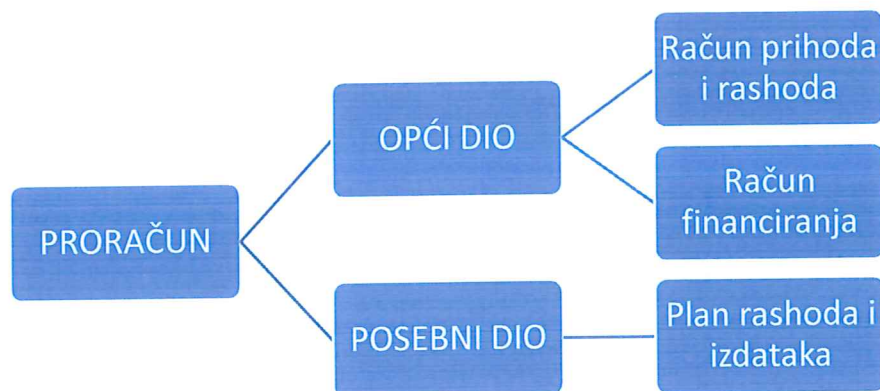 PRORAČUN
OPĆI DIO
Račun prihoda
i rashoda
Račun
financiranja
POSEBNI DIO
Plan rashoda i
izdataka